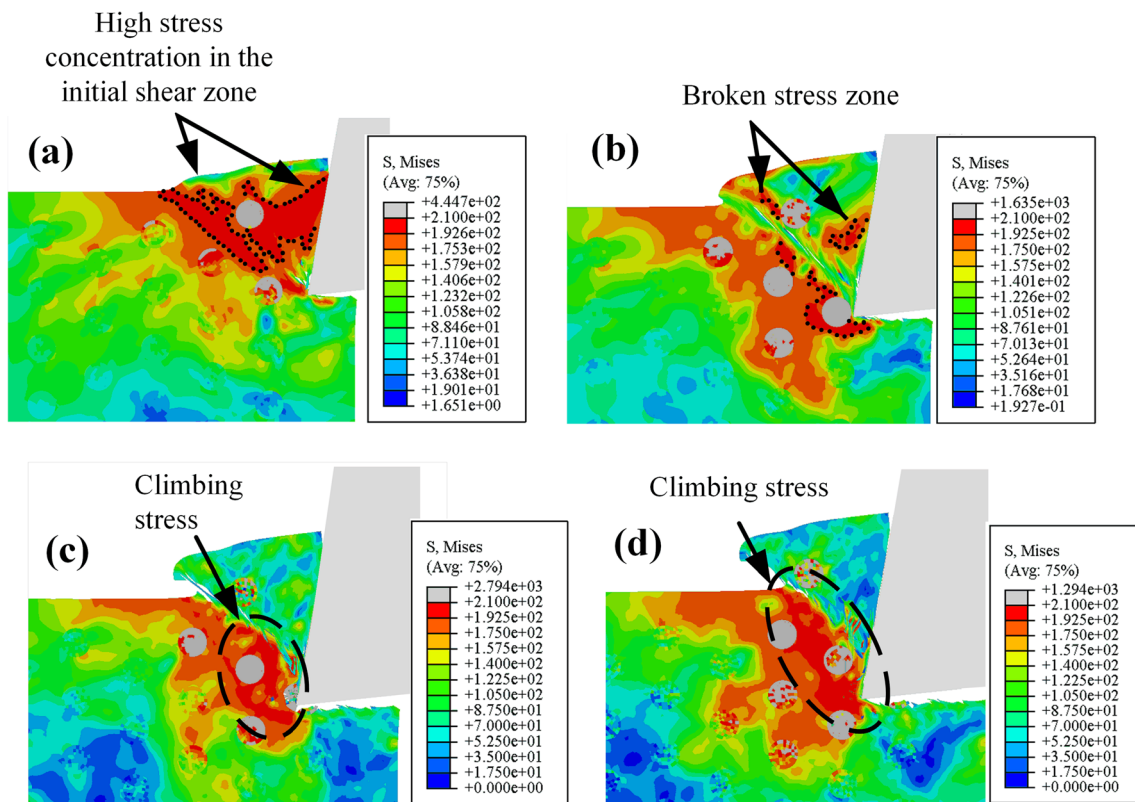 High stress
concentration in the
initial shear zone
(a)
S, Mises
(Avg: 75%)
+4.447e+02
+2.100e+02
+1.926e+02
+1.753e+02
+1.579e+02
+1.406e+02
+1.232e+02
+1.058e+02
+8.846e+01
+7.110e+01
+5.374e+01
+3.638e+01
+1.901e+01
+1.651e+00
Broken stress zone
(b)
S, Mises
(Avg: 75%)
+1.635e+03
+2.100e+02
+1.925e+02
+1.750e+02
+1.575e+02
+1.401e+02
+1.226e+02
+1.051e+02
+8.761e+01
+7.013e+01
+5.264e+01
+3.516e+01
+1.768e+01
+1.927e-01
Climbing
stress
(c)
S, Mises
(Avg: 75%)
+2.794e+03
+2.100e+02
+1.925e+02
+1.750e+02
+1.575e+02
+1.400e+02
+1.225e+02
+1.050e+02
+8.750e+01
+7.000e+01
+5.250e+01
+3.500e+01
+1.750e+01
+0.000e+00
Climbing stress
(d)
S, Mises
(Avg: 75%)
+1.294e+03
+2.100e+02
+1.925e+02
+1.750e+02
+1.575e+02
+1.400e+02
+1.225e+02
+1.050e+02
+8.750e+01
+7.000e+01
+5.250e+01
+3.500e+01
+1.750e+01
+0.000e+00